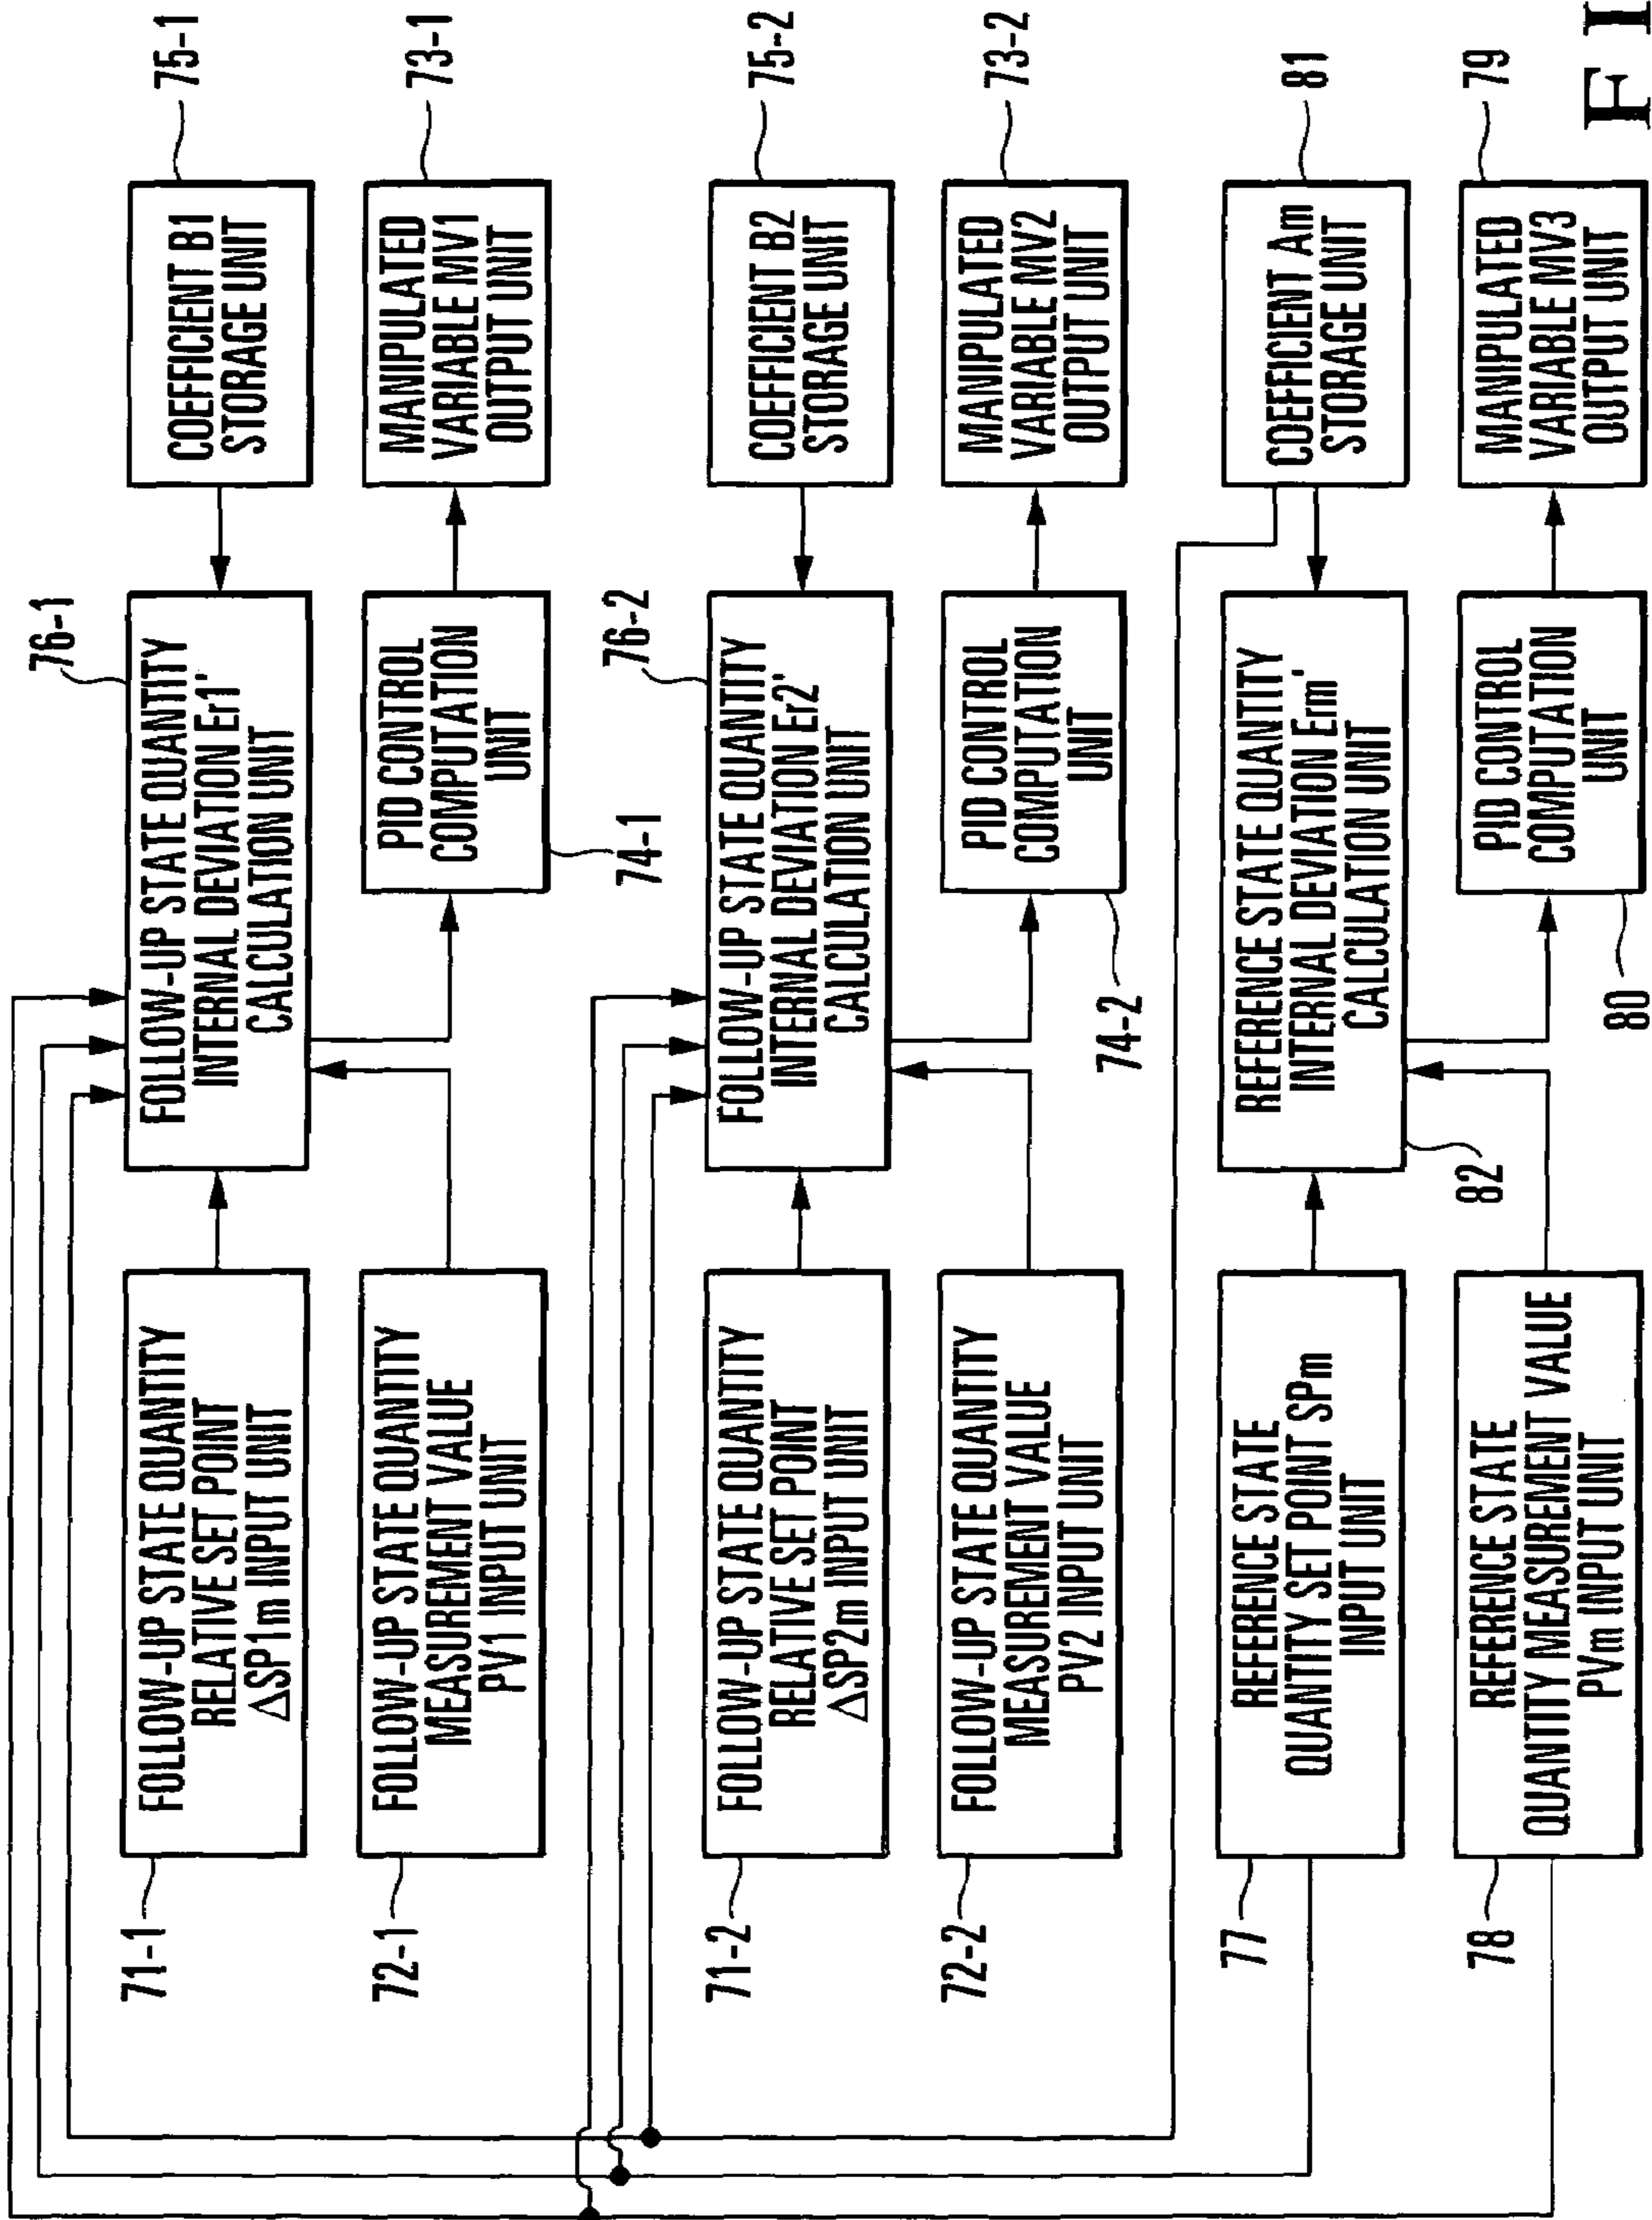 71-1
FOLLOW-UP STATE QUANTITY
RELATIVE SET POINT
△SP1m INPUT UNIT
76-1
FOLLOW-UP STATE QUANTITY
INTERNAL DEVIATION Er1'
CALCULATION UNIT
75-1
COEFFICIENT B1
STORAGE UNIT
72-1
FOLLOW-UP STATE QUANTITY
MEASUREMENT VALUE
PV1 INPUT UNIT
74-1
PID CONTROL
COMPUTATION
UNIT
73-1
MANIPULATED
VARIABLE MV1
OUTPUT UNIT
71-2
FOLLOW-UP STATE QUANTITY
RELATIVE SET POINT
△SP2m INPUT UNIT
76-2
FOLLOW-UP STATE QUANTITY
INTERNAL DEVIATION Er2'
CALCULATION UNIT
75-2
COEFFICIENT B2
STORAGE UNIT
72-2
FOLLOW-UP STATE QUANTITY
MEASUREMENT VALUE
PV2 INPUT UNIT
74-2
PID CONTROL
COMPUTATION
UNIT
73-2
MANIPULATED
VARIABLE MV2
OUTPUT UNIT
77
REFERENCE STATE
QUANTITY SET POINT SPm
INPUT UNIT
82
REFERENCE STATE QUANTITY
INTERNAL DEVIATION Erm'
CALCULATION UNIT
81
COEFFICIENT Am
STORAGE UNIT
78
REFERENCE STATE
QUANTITY MEASUREMENT VALUE
PVm INPUT UNIT
80
PID CONTROL
COMPUTATION
UNIT
79
MANIPULATED
VARIABLE MV3
OUTPUT UNIT
F I